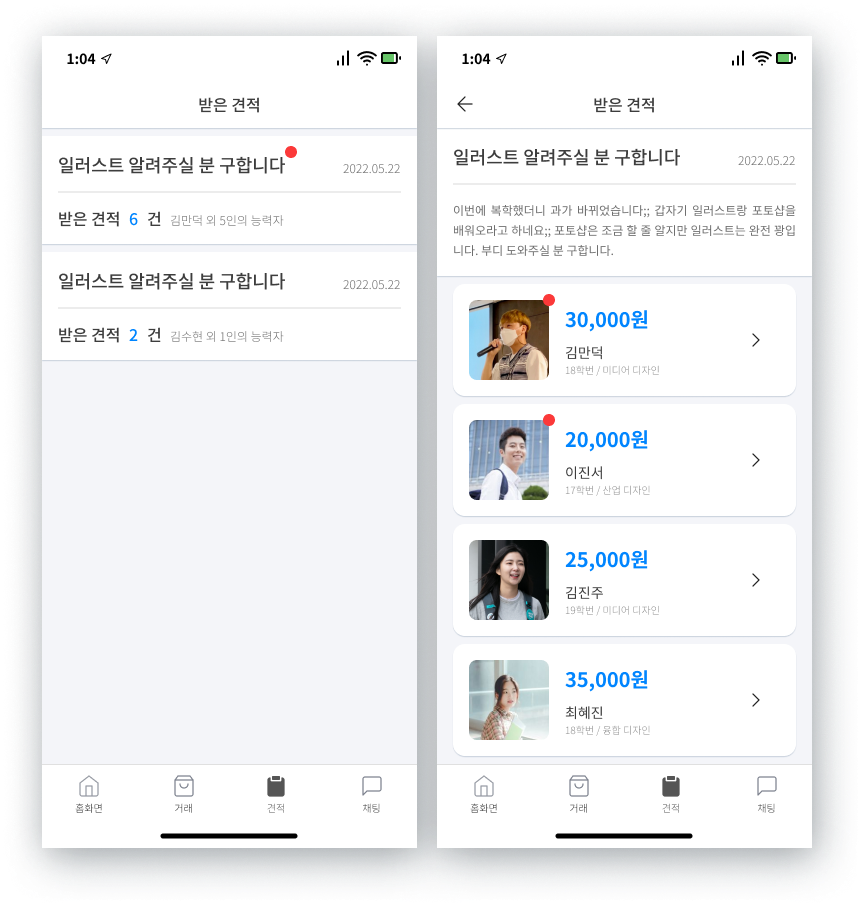 1:04
받은 견적
일러스트 알려주실 분 구합니다
2022.05.22
받은 견적 6 건 김만덕 외 5인의 능력자
일러스트 알려주실 분 구합니다
2022.05.22
받은 견적 2 건 김수현 외 1인의 능력자
홈화면 거래 견적 채팅
1:04
받은 견적
일러스트 알려주실 분 구합니다
2022.05.22
이번에 복학했더니 과가 바뀌었습니다;; 갑자기 일러스트랑 포토샵을
배워오라고 하네요;; 포토샵은 조금 할 줄 알지만 일러스트는 완전 꽝입
니다. 부디 도와주실 분 구합니다.
30,000원
김만덕
18학번 / 미디어 디자인
20,000원
이진서
17학번 / 산업 디자인
25,000원
김진주
19학번 / 미디어 디자인
35,000원
최혜진
18학번 / 융합 디자인
홈화면 거래 견적 채팅